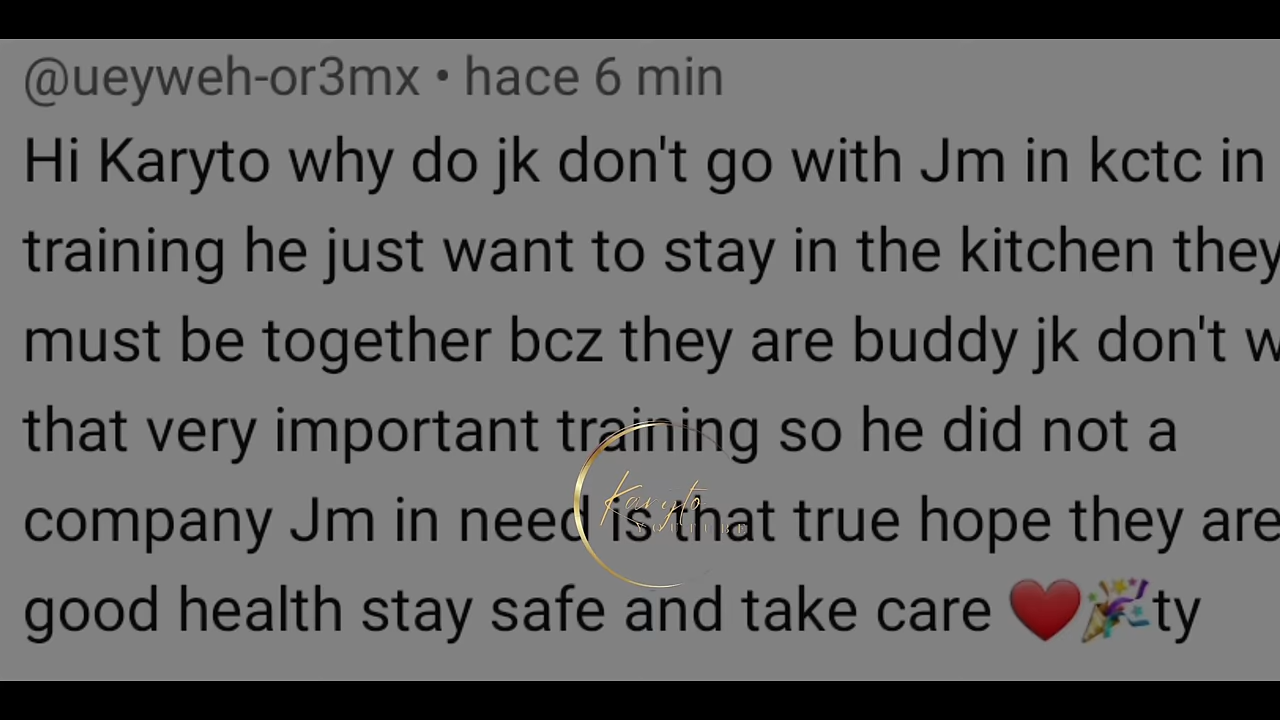 @ueyweh-or3mx • hace 6 min
Hi Karyto why do jk don't go with Jm in kctc in
training he just want to stay in the kitchen they
must be together bcz they are buddy jk don't w
that very important training so he did not a
company Jm in need is that true hope they are
good health stay safe and take care ❤️🎉ty
Karyto
YOUTUBE